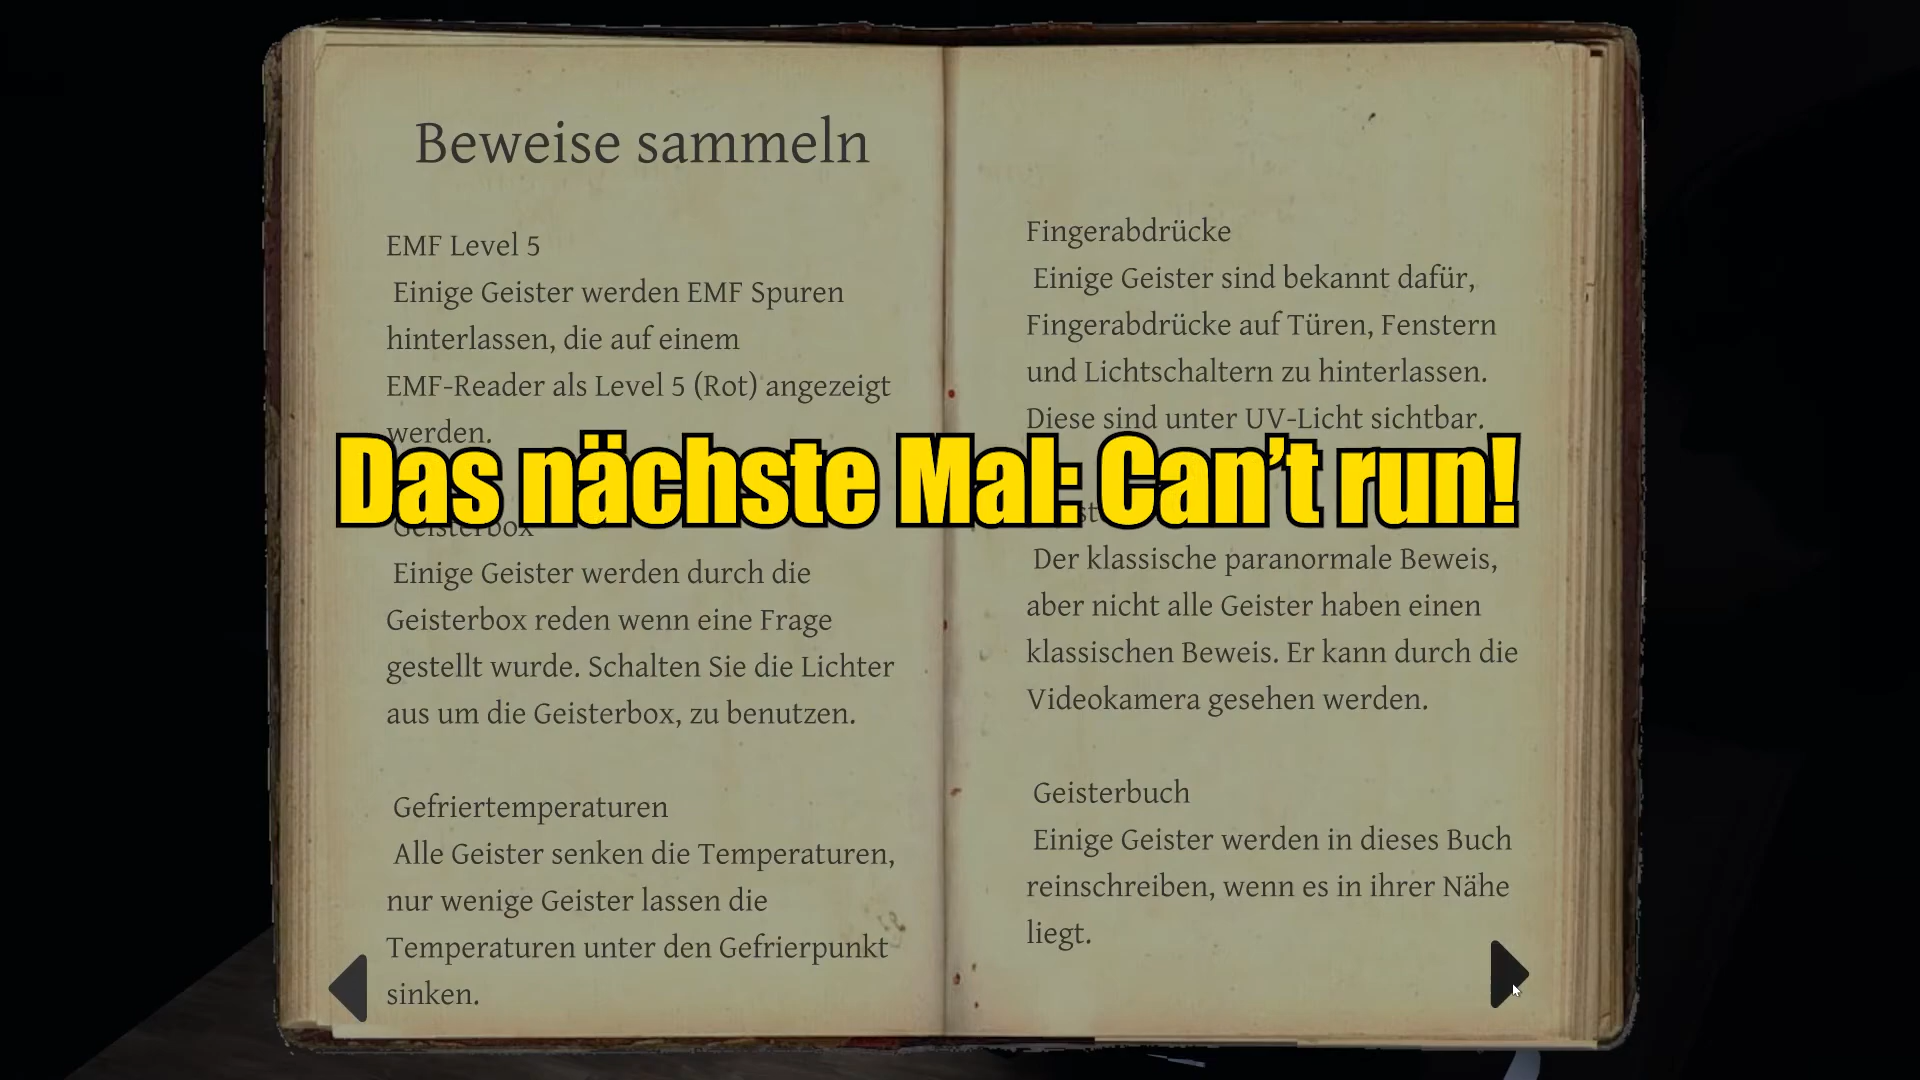 Beweise sammeln
EMF Level 5
Einige Geister werden EMF Spuren
hinterlassen, die auf einem
EMF-Reader als Level 5 (Rot) angezeigt
werden.
Geisterbox
Einige Geister werden durch die
Geisterbox reden wenn eine Frage
gestellt wurde. Schalten Sie die Lichter
aus um die Geisterbox, zu benutzen.
Gefriertemperaturen
Alle Geister senken die Temperaturen,
nur wenige Geister lassen die
Temperaturen unter den Gefrierpunkt
sinken.
Fingerabdrücke
Einige Geister sind bekannt dafür,
Fingerabdrücke auf Türen, Fenstern
und Lichtschaltern zu hinterlassen.
Diese sind unter UV-Licht sichtbar.
Der klassische paranormale Beweis,
aber nicht alle Geister haben einen
klassischen Beweis. Er kann durch die
Videokamera gesehen werden.
Geisterbuch
Einige Geister werden in dieses Buch
reinschreiben, wenn es in ihrer Nähe
liegt.
Das nächste Mal: Can't run!